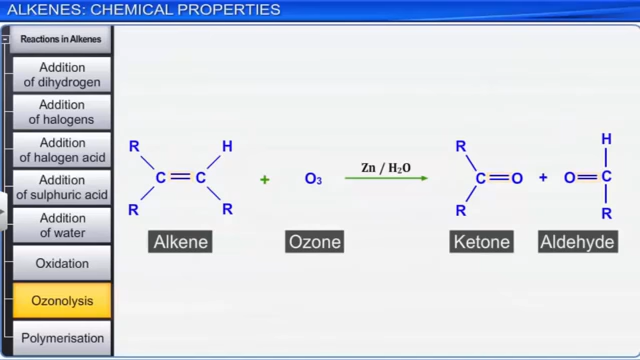 ALKENES: CHEMICAL PROPERTIES
Reactions in Alkenes
Addition
of dihydrogen
Addition
of halogens
Addition
of halogen acid
Addition
of sulphuric acid
Addition
of water
Oxidation
Ozonolysis
Polymerisation
R H
C=C
R R
+
O₃
Zn / H₂O
R
C=O
R
+
H
O=C
R
Alkene
Ozone
Ketone
Aldehyde